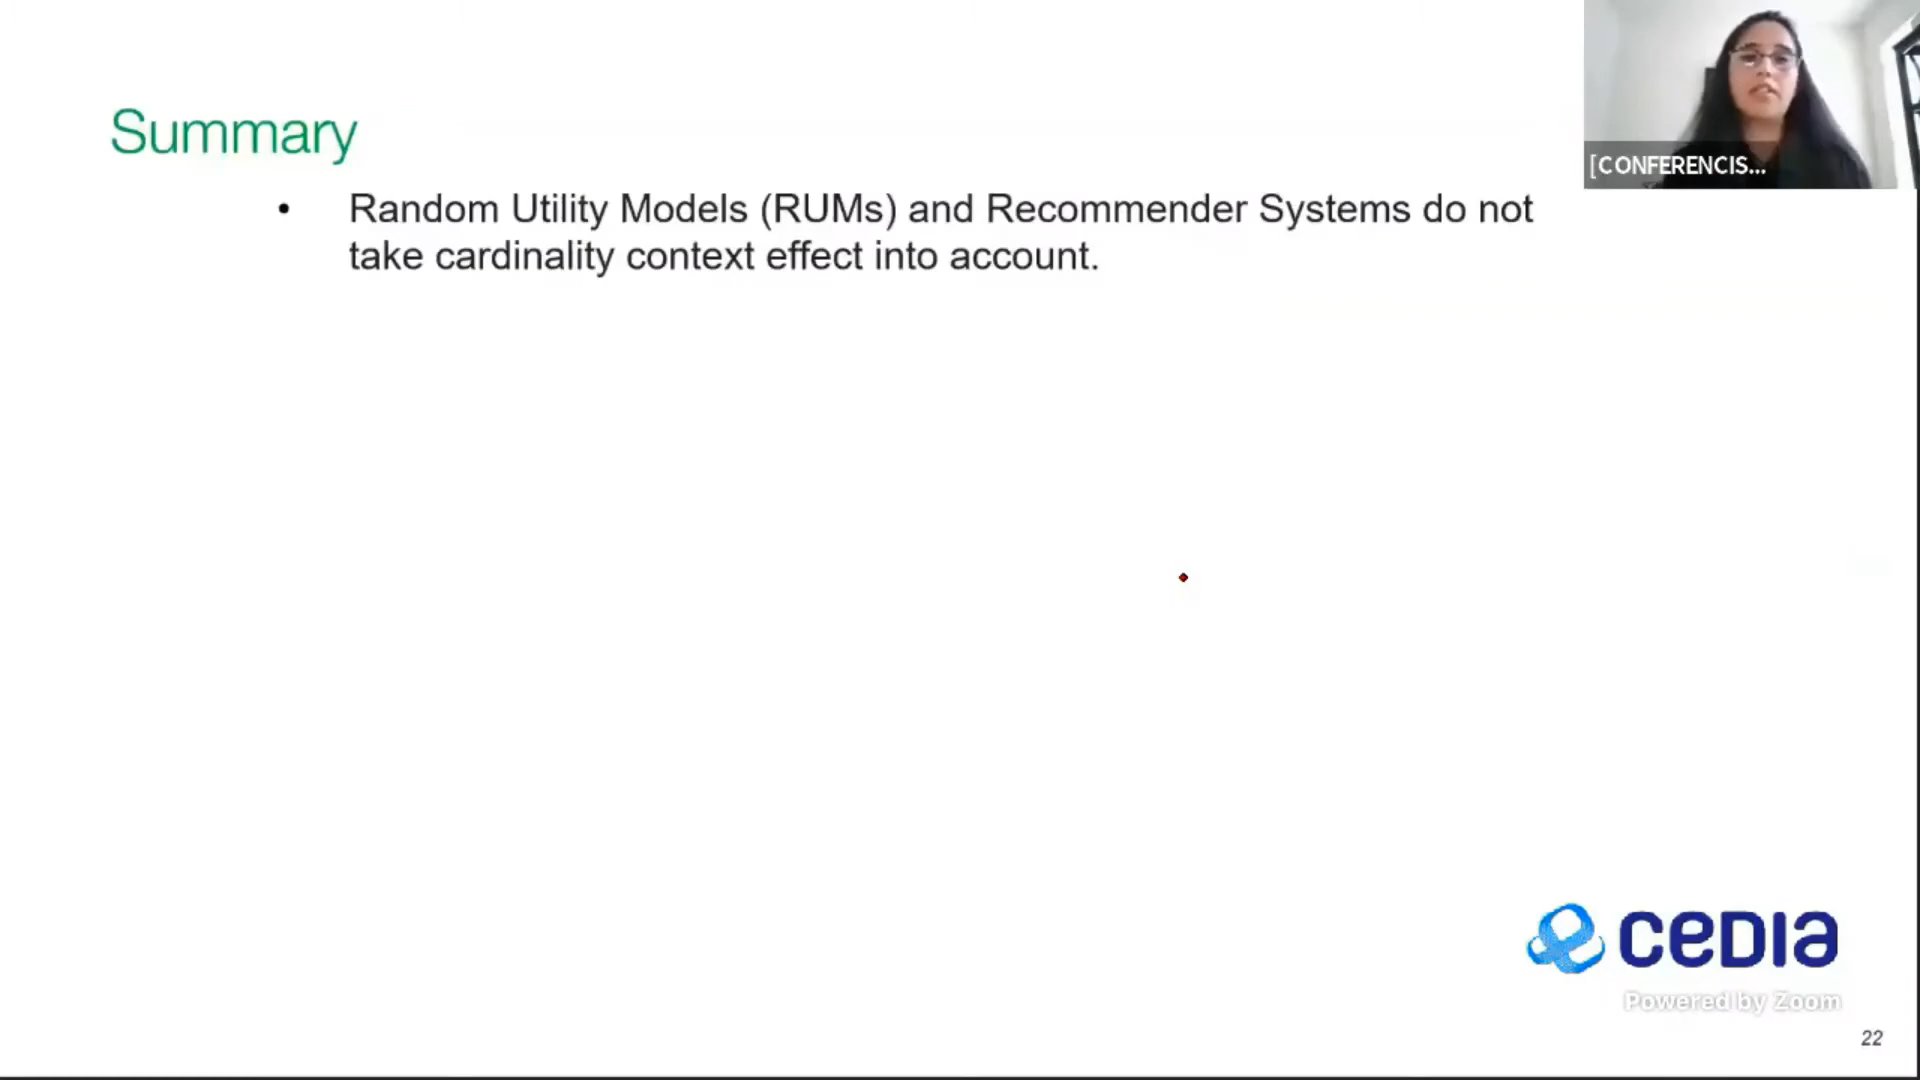 [CONFERENCIS...
Summary
• Random Utility Models (RUMs) and Recommender Systems do not
take cardinality context effect into account.
CEDIA
Powered by Zoom
22